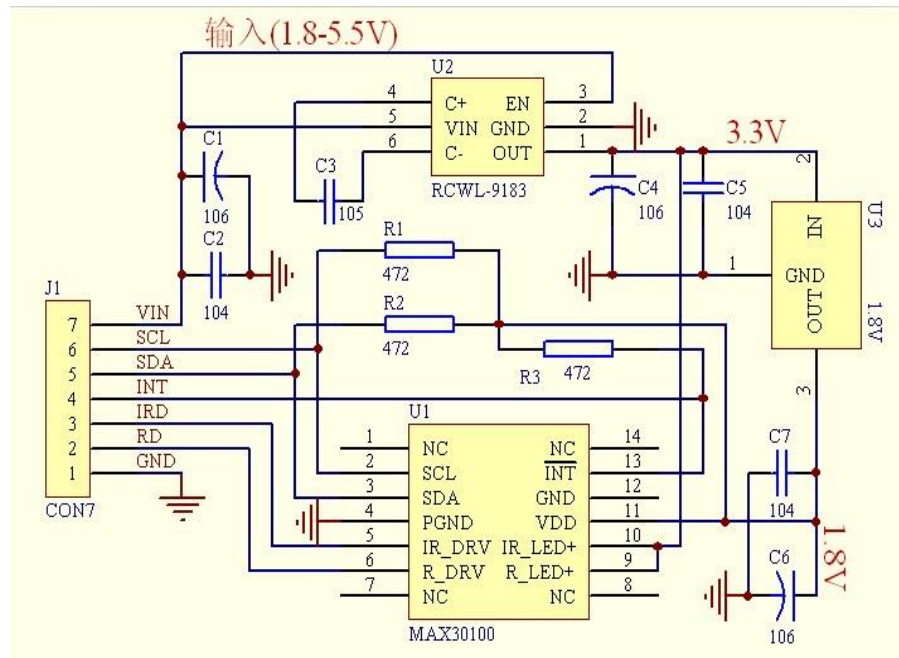 输入(1.8-5.5V)
U2
4 C+ EN 3
5 VIN GND 2
6 C- OUT 1
RCWL-9183
3.3V
C1
106
C2
104
C3
105
C4
106
C5
104
2
U3
IN
1 GND
OUT
1.8V
3
R1
472
R2
472
R3 472
J1
7 VIN
6 SCL
5 SDA
4 INT
3 IRD
2 RD
1 GND
CON7
U1
1 NC NC 14
2 SCL INT 13
3 SDA GND 12
4 PGND VDD 11
5 IR_DRV IR_LED+ 10
6 R_DRV R_LED+ 9
7 NC NC 8
MAX30100
C7
104
1.8V
C6
106